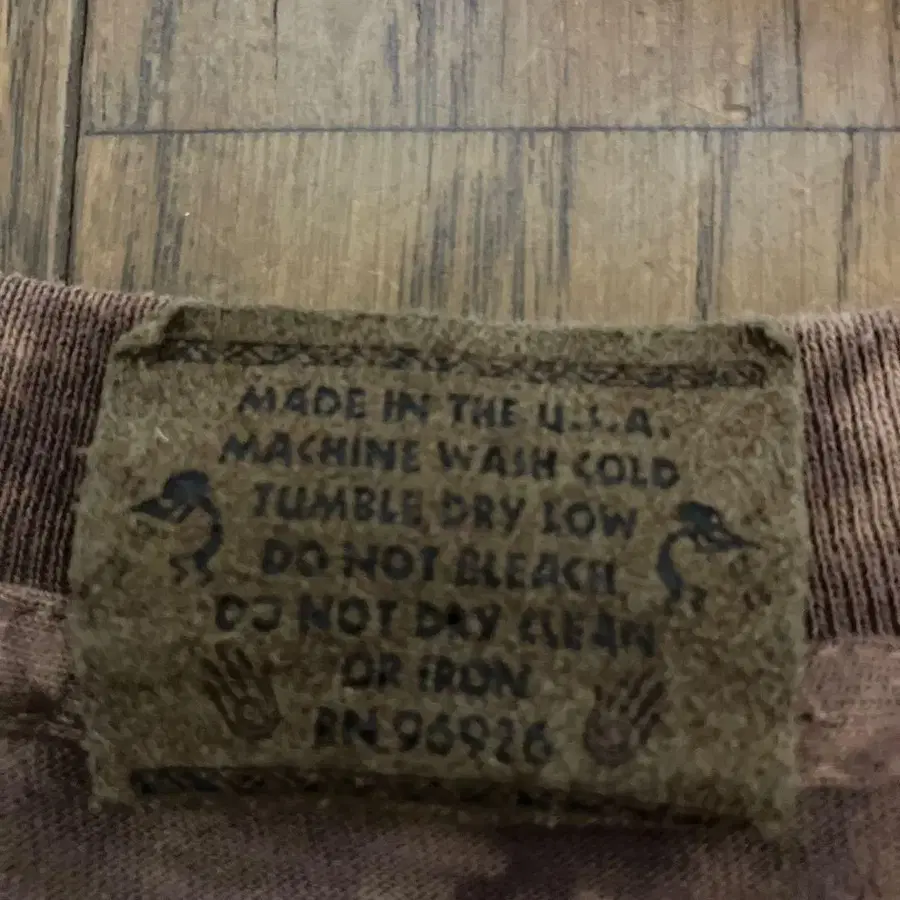 MADE IN THE U.S.A.
MACHINE WASH COLD
TUMBLE DRY LOW
DO NOT BLEACH
DO NOT DRY CLEAN
OR IRON
RN 96926